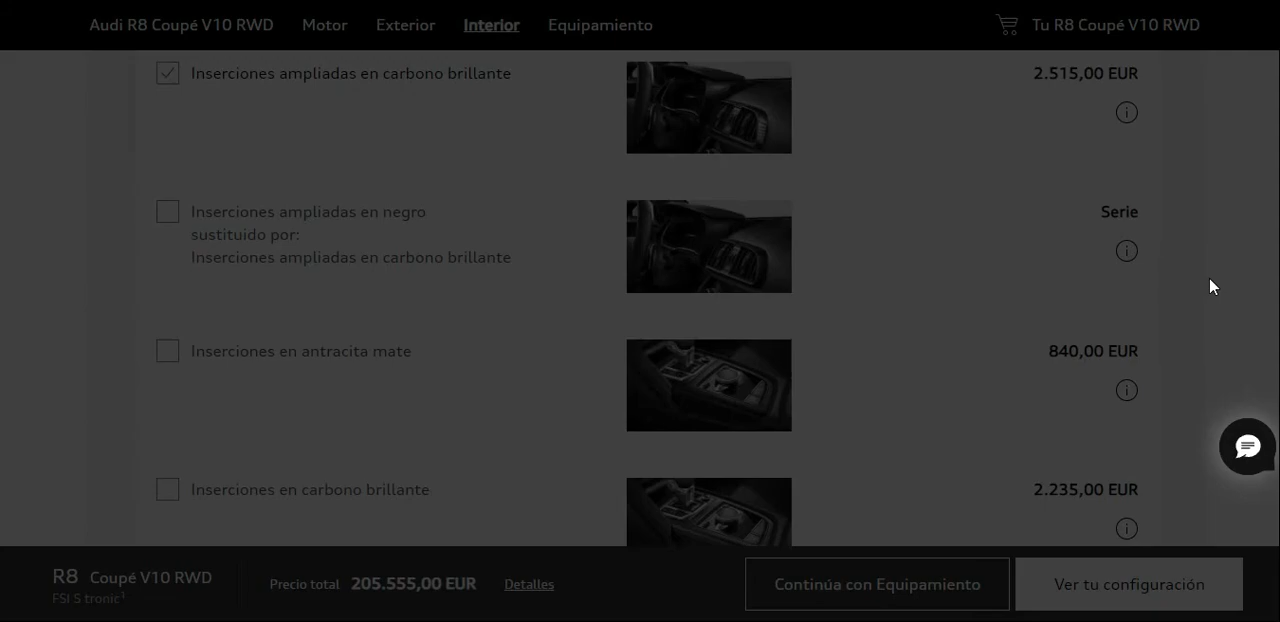 Audi R8 Coupé V10 RWD Motor Exterior Interior Equipamiento Tu R8 Coupé V10 RWD
Inserciones ampliadas en carbono brillante 2.515,00 EUR
Inserciones ampliadas en negro Serie
sustituido por:
Inserciones ampliadas en carbono brillante
Inserciones en antracita mate 840,00 EUR
Inserciones en carbono brillante 2.235,00 EUR
R8 Coupé V10 RWD
FSI S tronic¹
Precio total 205.555,00 EUR Detalles
Continúa con Equipamiento
Ver tu configuración